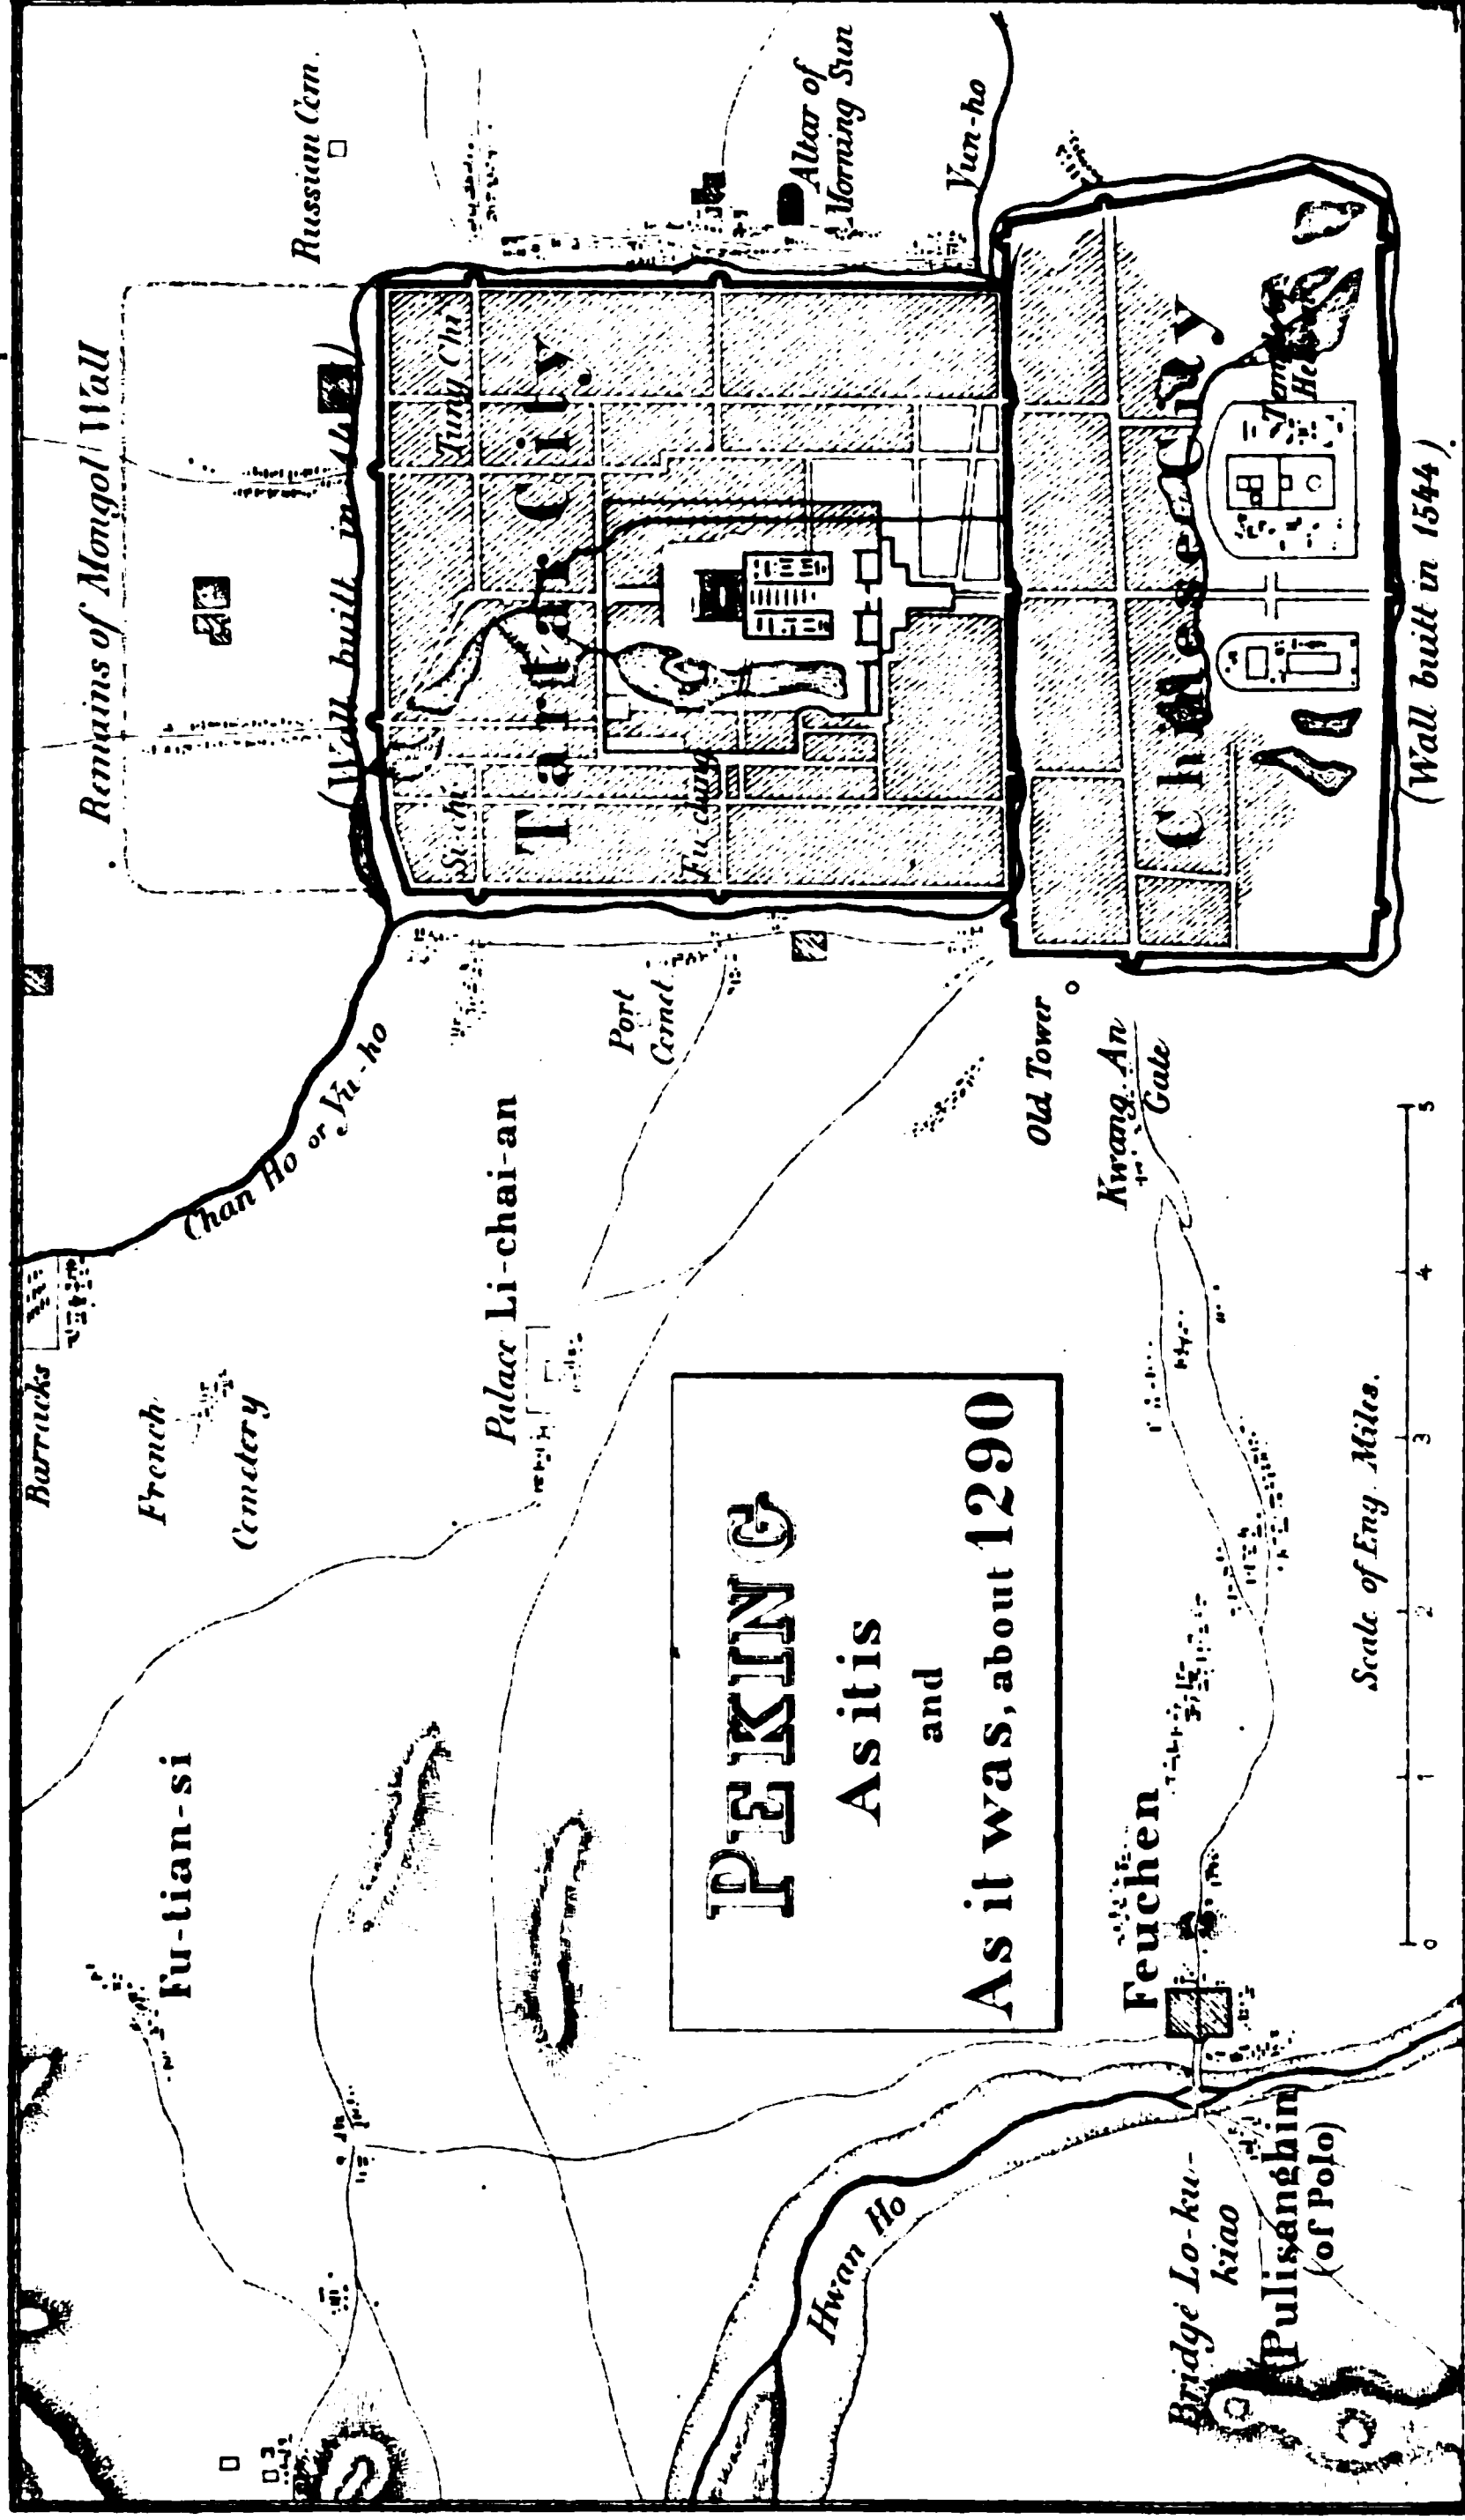 PEKING
As it is
and
As it was, about 1290
Barracks
French
Cemetery
Fu-tian-si
Chan Ho or Yu-ho
Remains of Mongol Wall
Russian Cem.
Palace Li-chai-an
Port
Cemet.
Tartar City
Tung Chi
Si-chi
Altar of
Morning Sun
Yun-ho
Old Tower
Kwang An
Gate
Chinese City
(Wall built in 1544).
Hwan Ho
Feuchen
Bridge Lo-ku-
kiao
(Pulisanghin
(of Polo)
Scale of Eng. Miles.
0 1 2 3 4 5